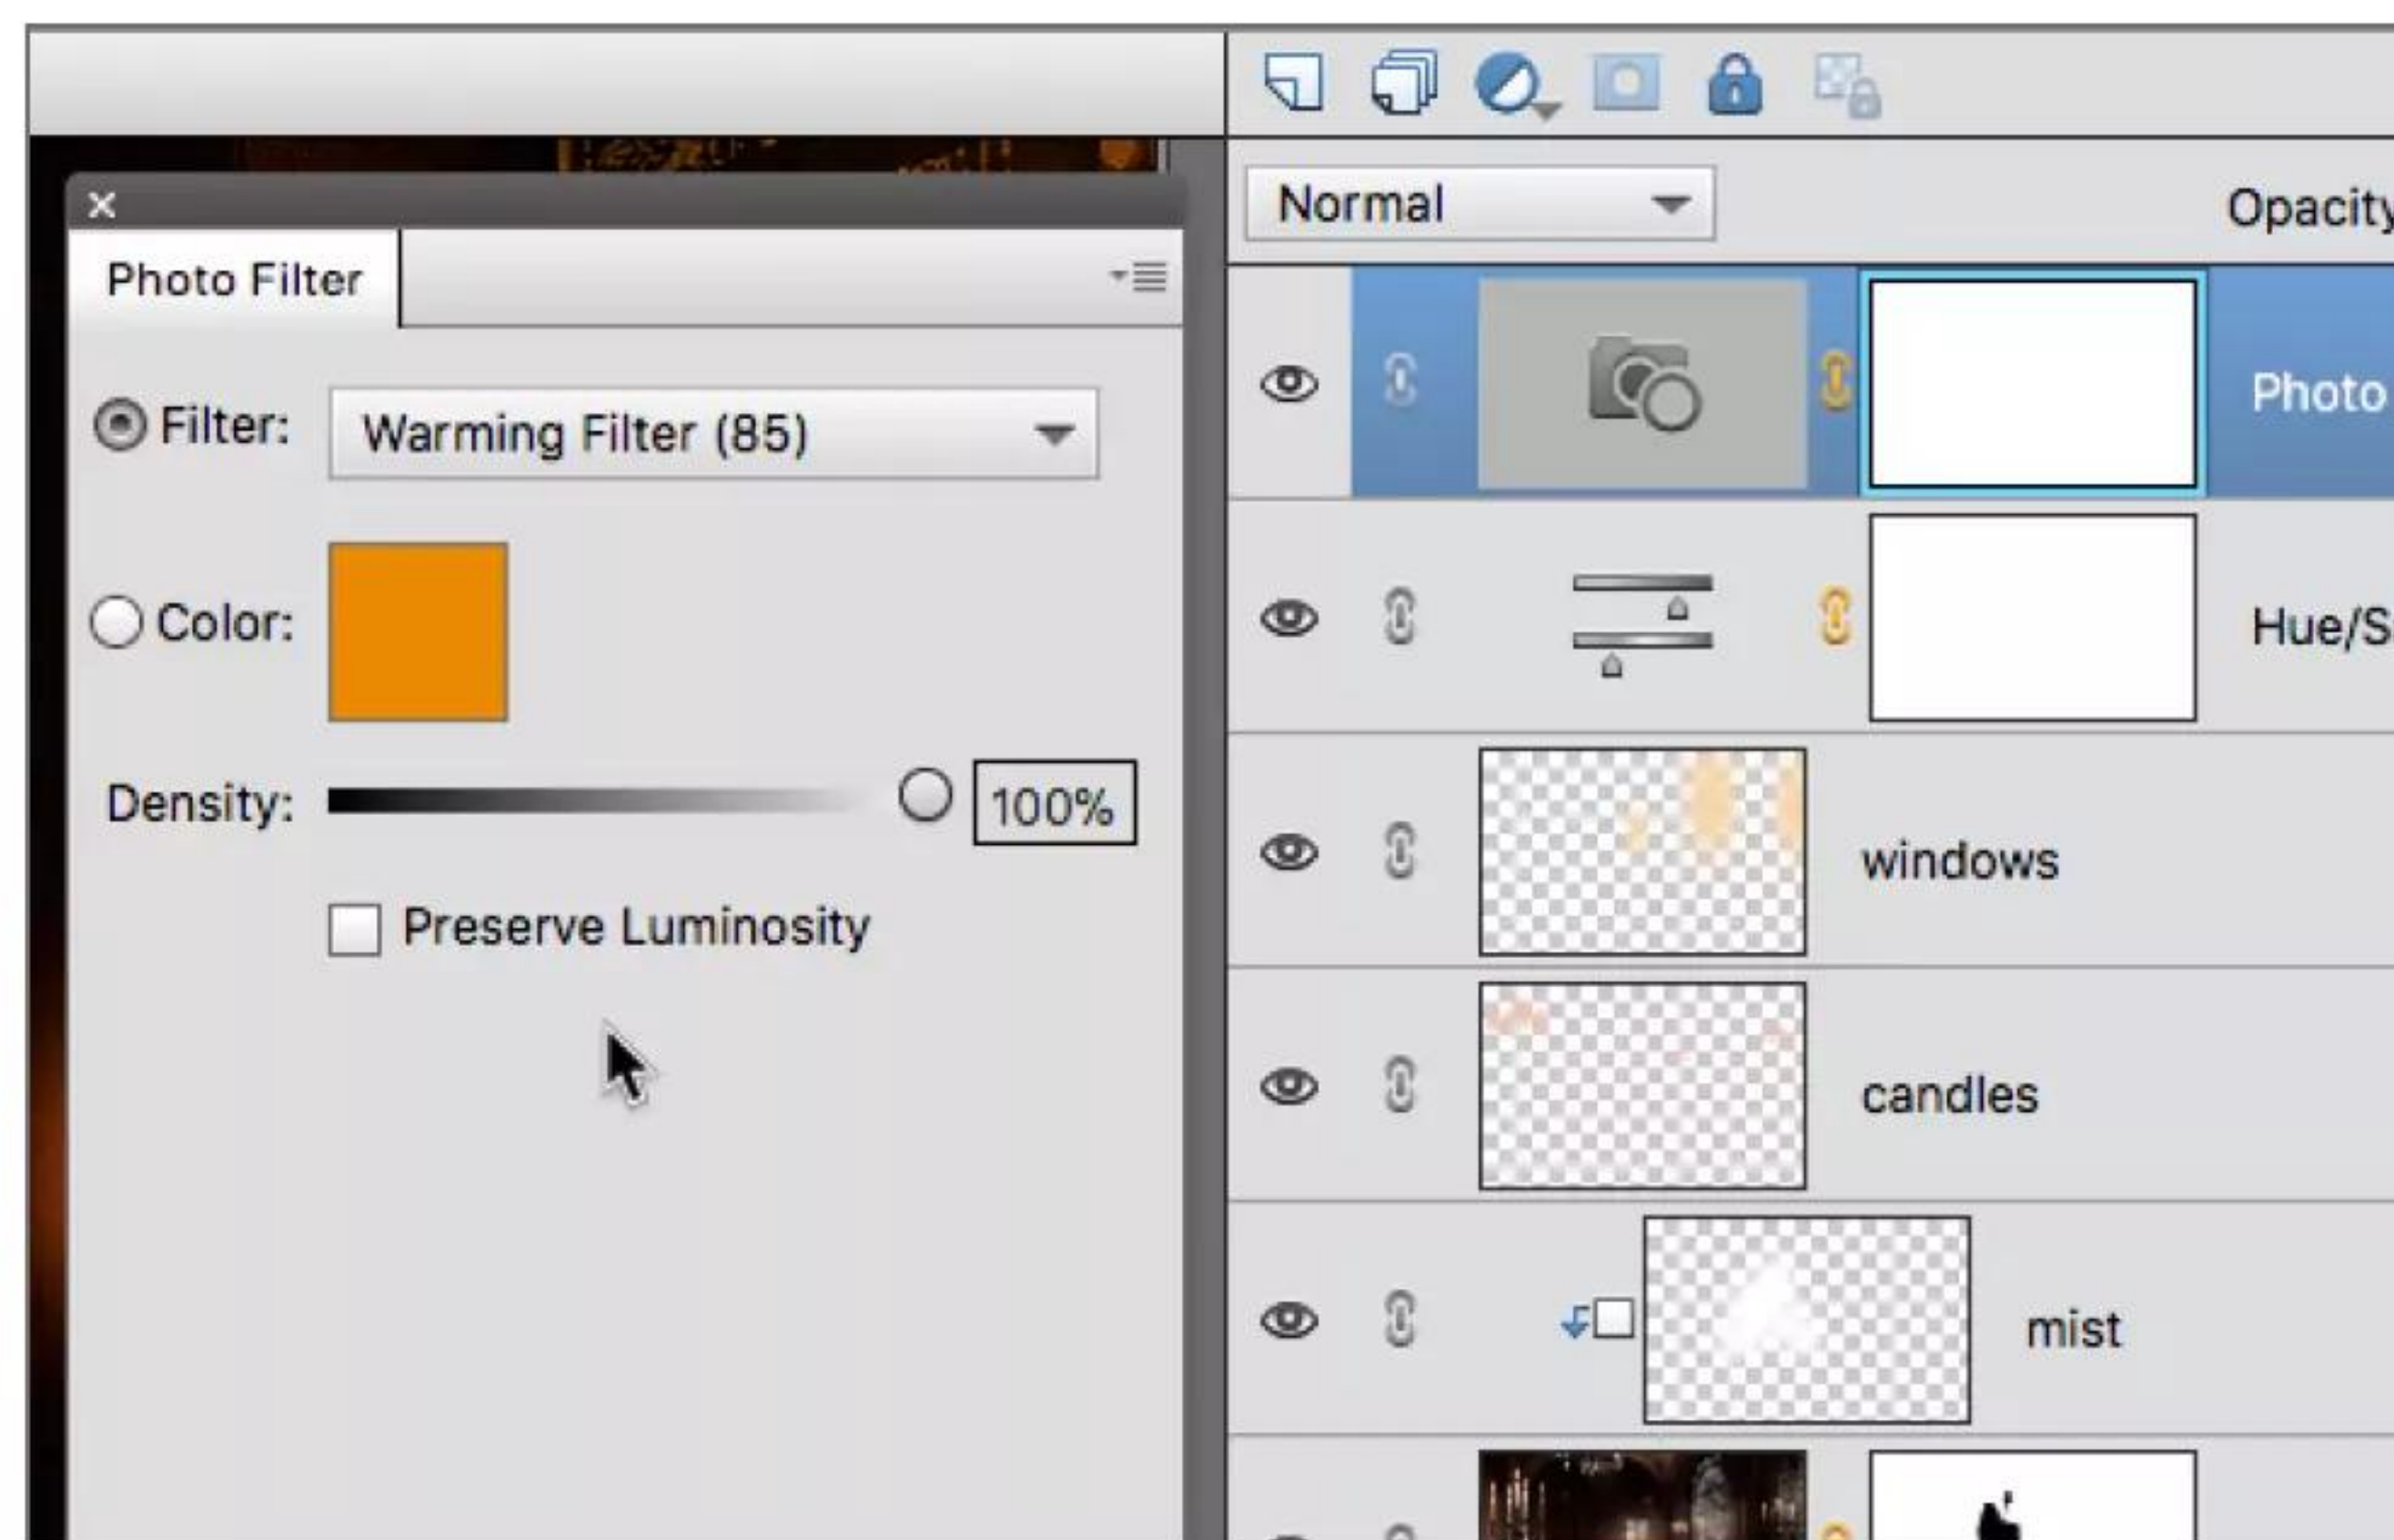 Normal
Opacity
Photo Filter
Filter: Warming Filter (85)
Color:
Density: 100%
Preserve Luminosity
Photo
Hue/S
windows
candles
mist